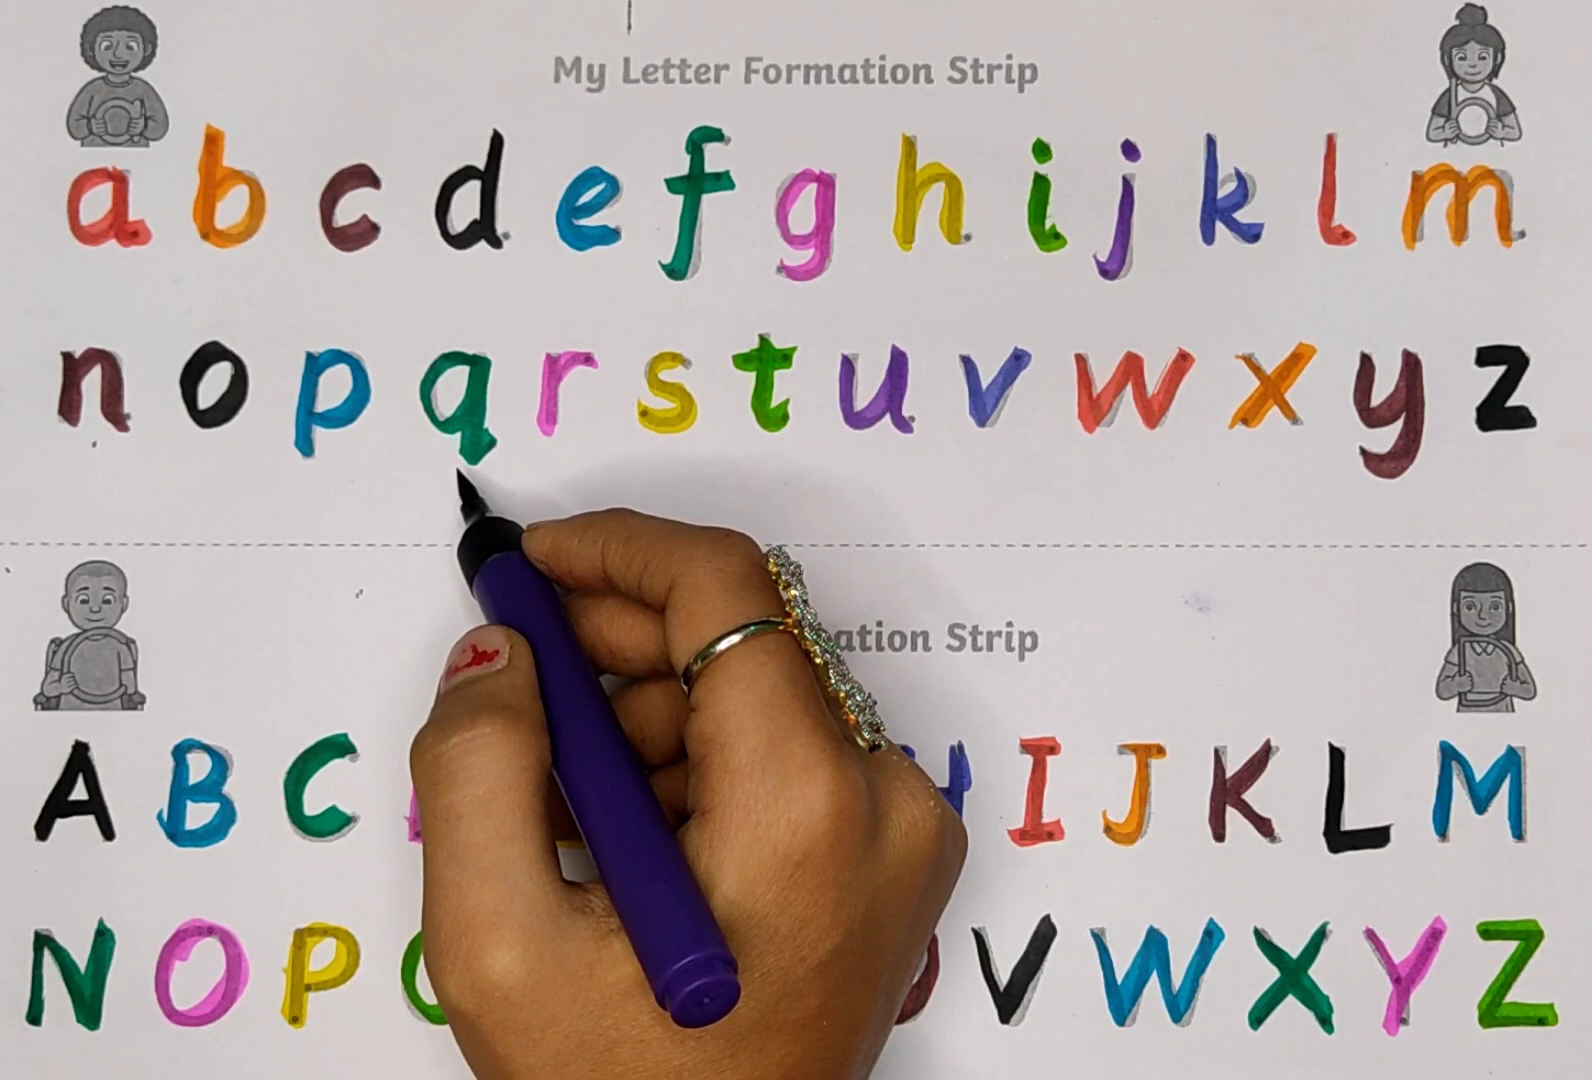 My Letter Formation Strip
a b c d e f g h i j k l m
n o p q r s t u v w x y z
ation Strip
A B C I J K L M
N O P V W X Y Z